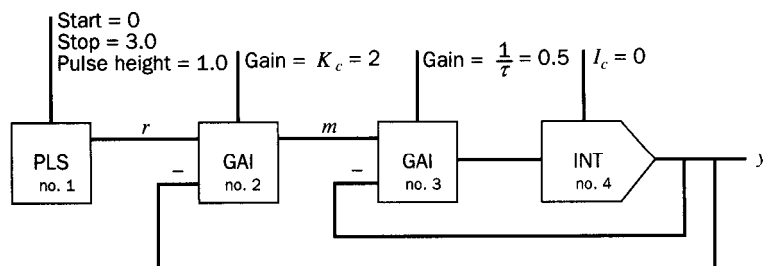 Start = 0
Stop = 3.0
Pulse height = 1.0
Gain = K_c = 2
Gain = 1/τ = 0.5
I_c = 0
r
m
PLS
no. 1
−
GAI
no. 2
−
GAI
no. 3
INT
no. 4
y